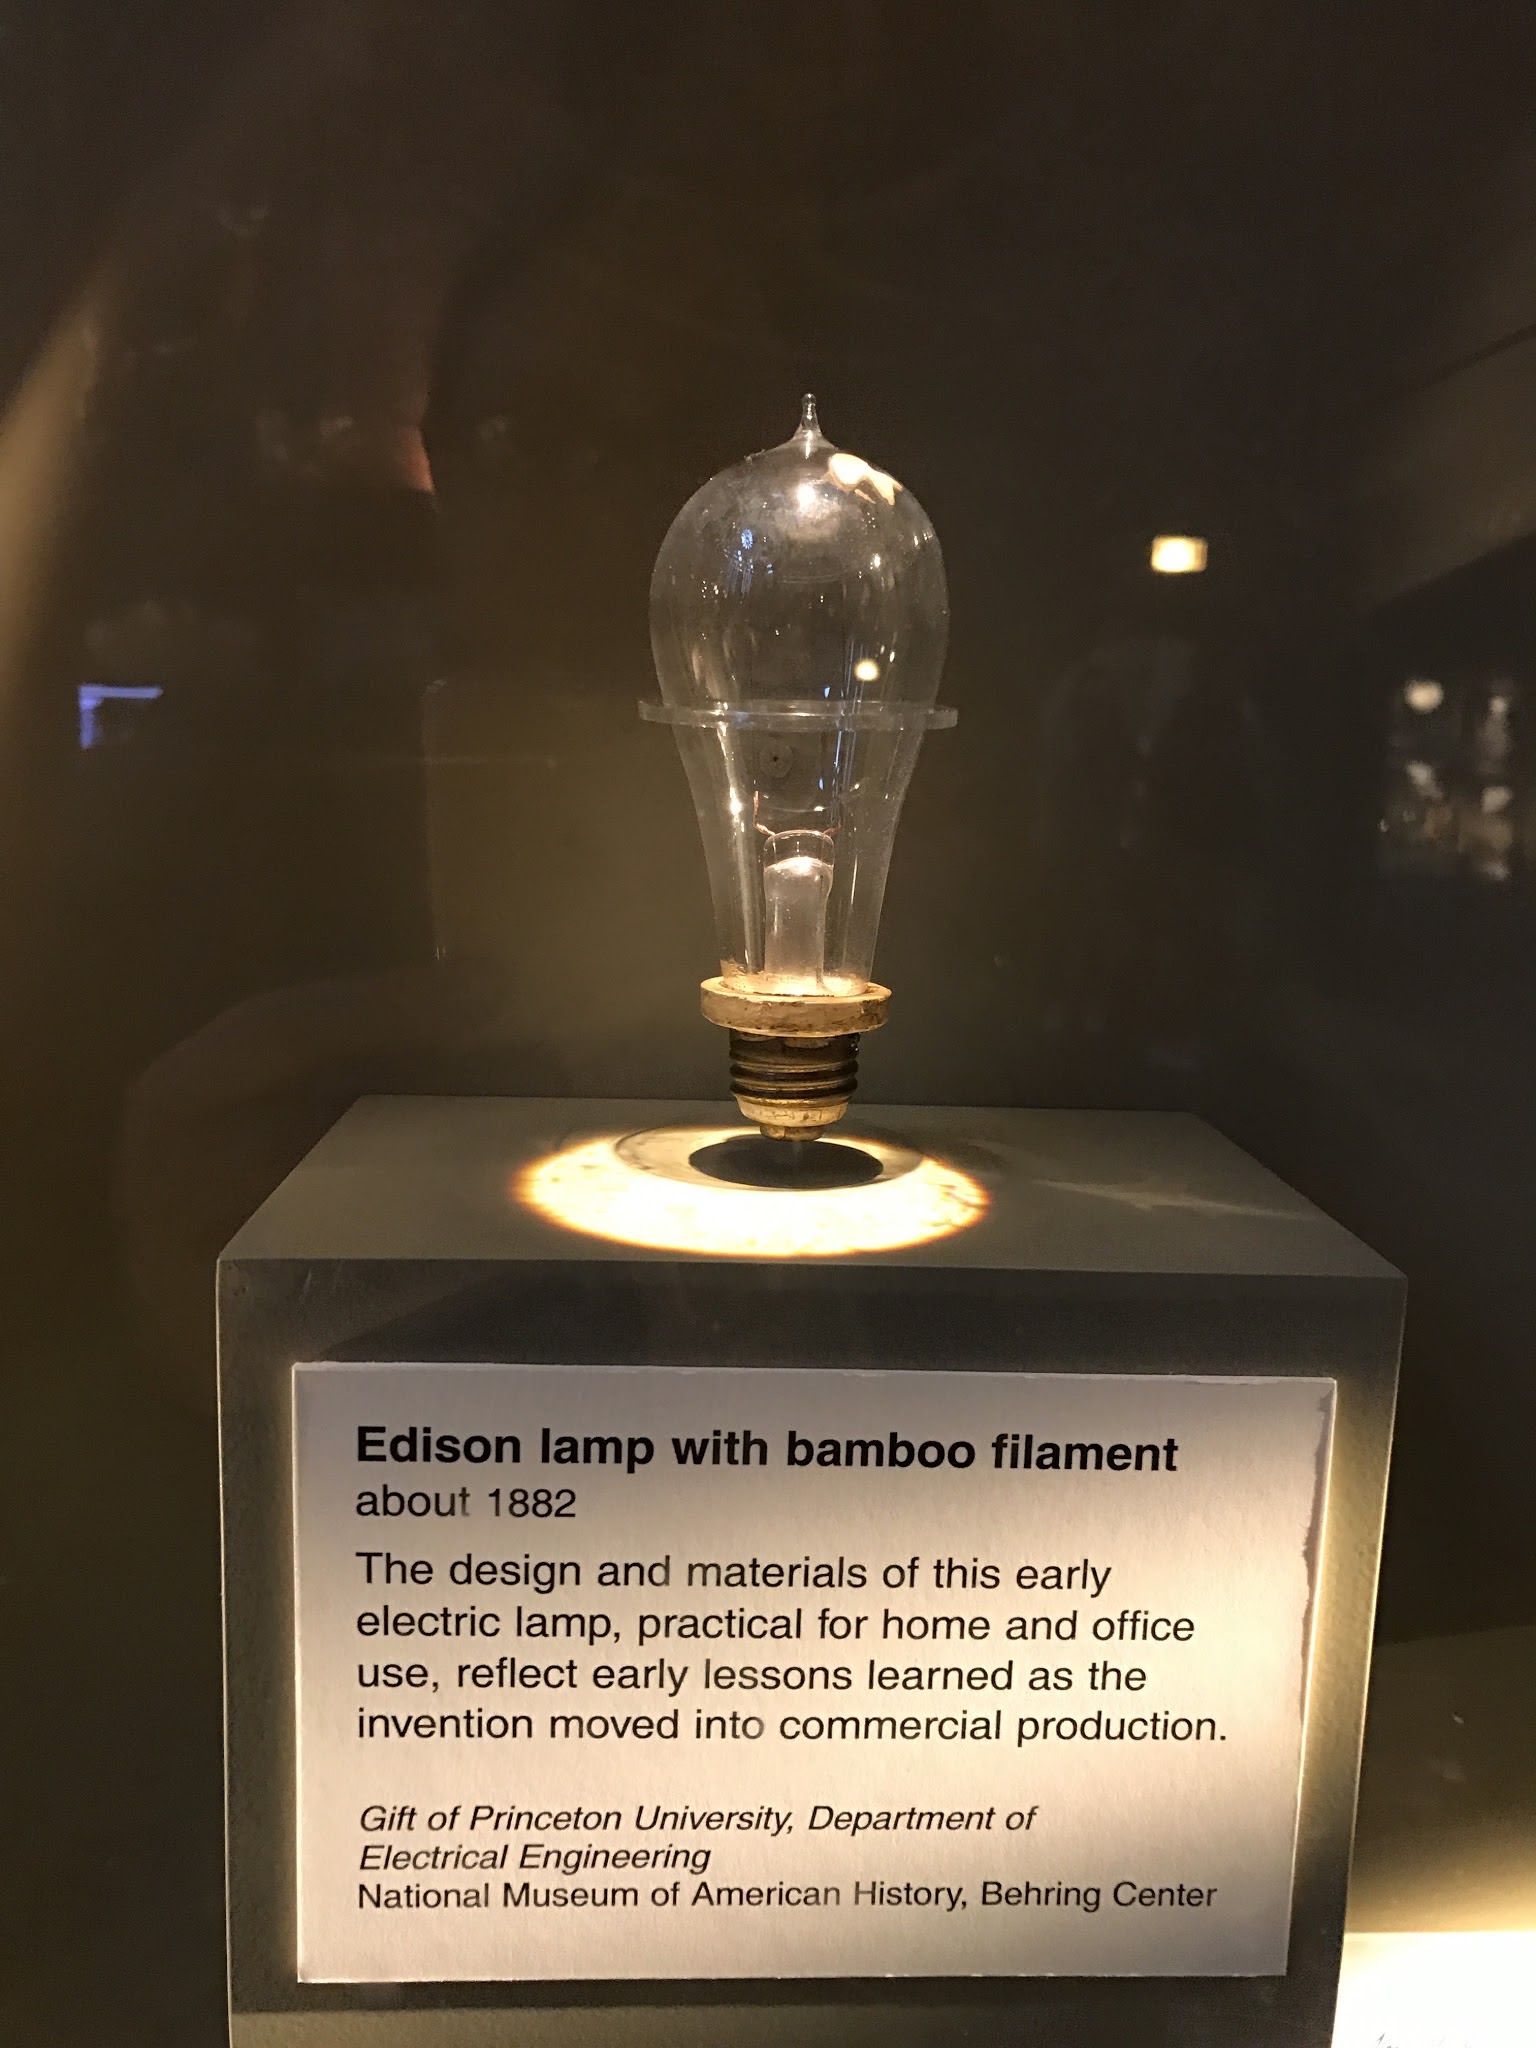 Edison lamp with bamboo filament
about 1882
The design and materials of this early
electric lamp, practical for home and office
use, reflect early lessons learned as the
invention moved into commercial production.
Gift of Princeton University, Department of
Electrical Engineering
National Museum of American History, Behring Center